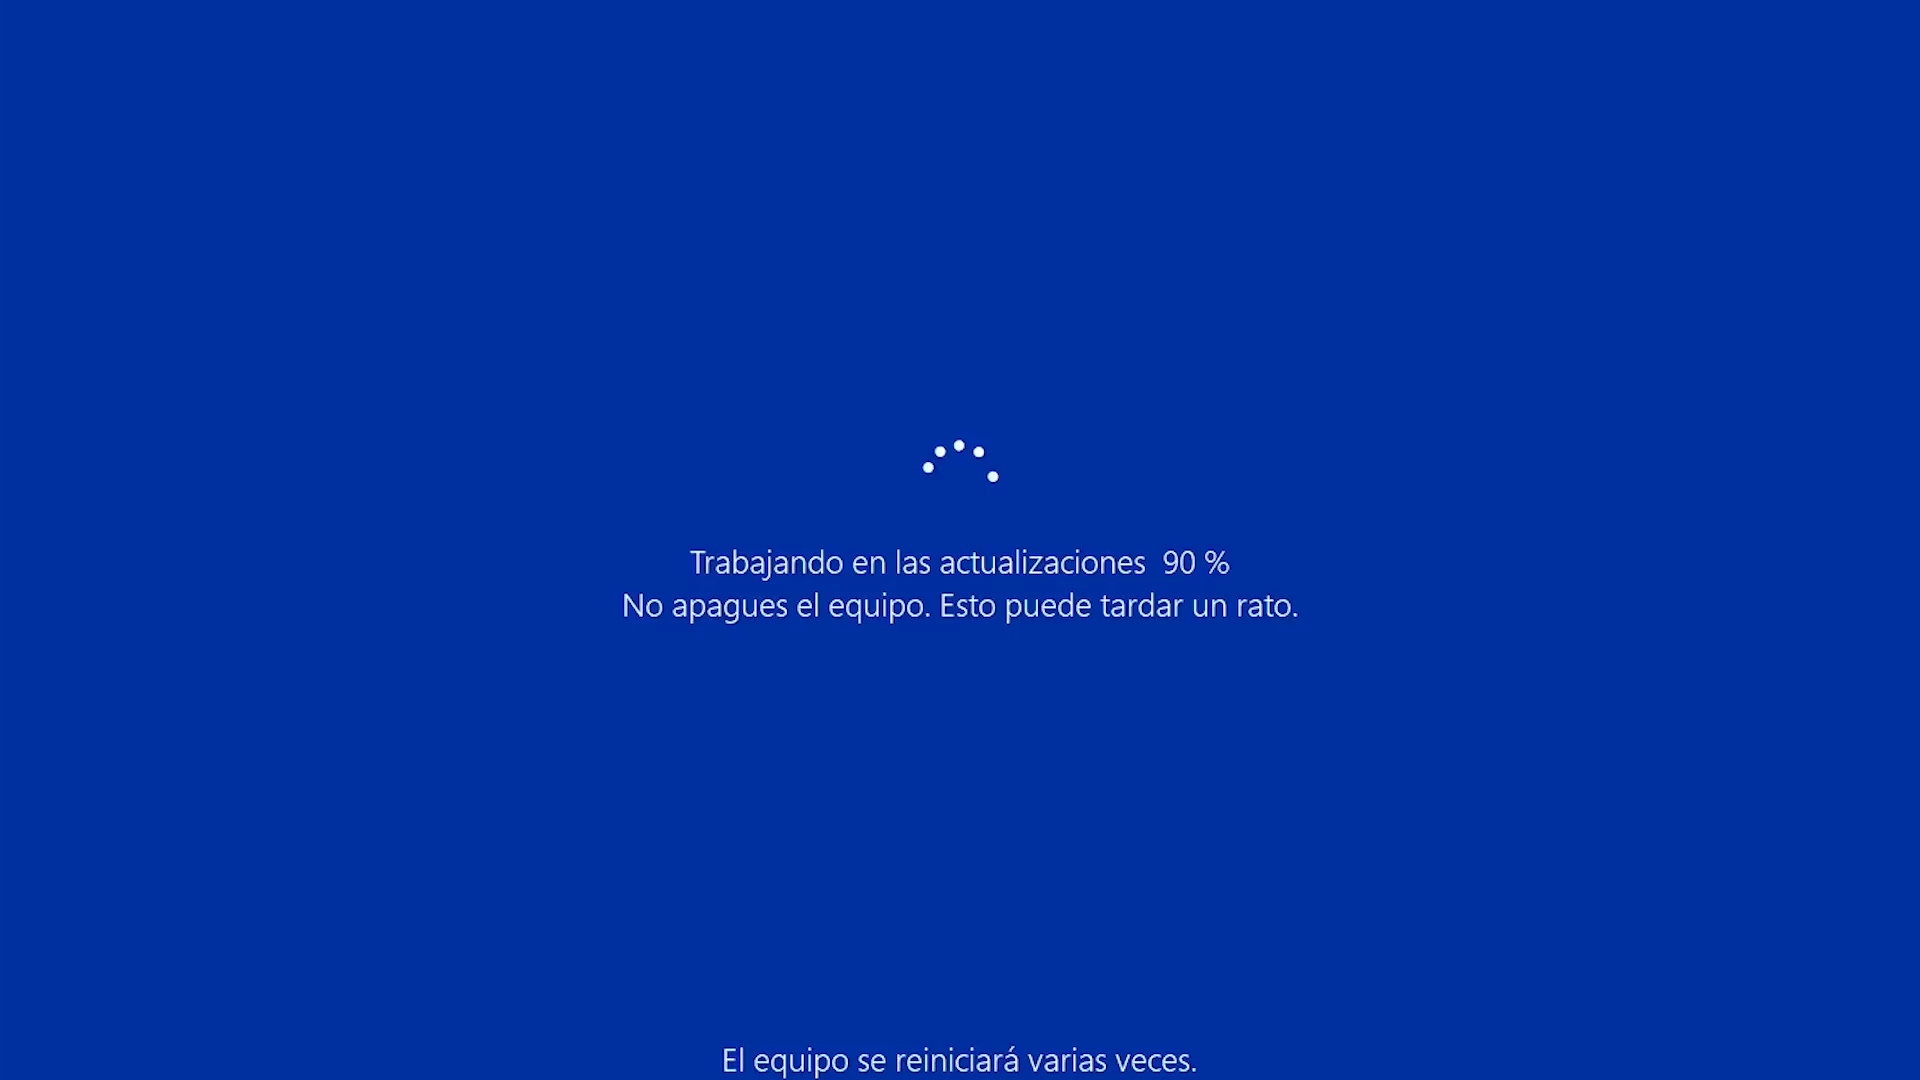 Trabajando en las actualizaciones  90 %
No apagues el equipo. Esto puede tardar un rato.
El equipo se reiniciará varias veces.